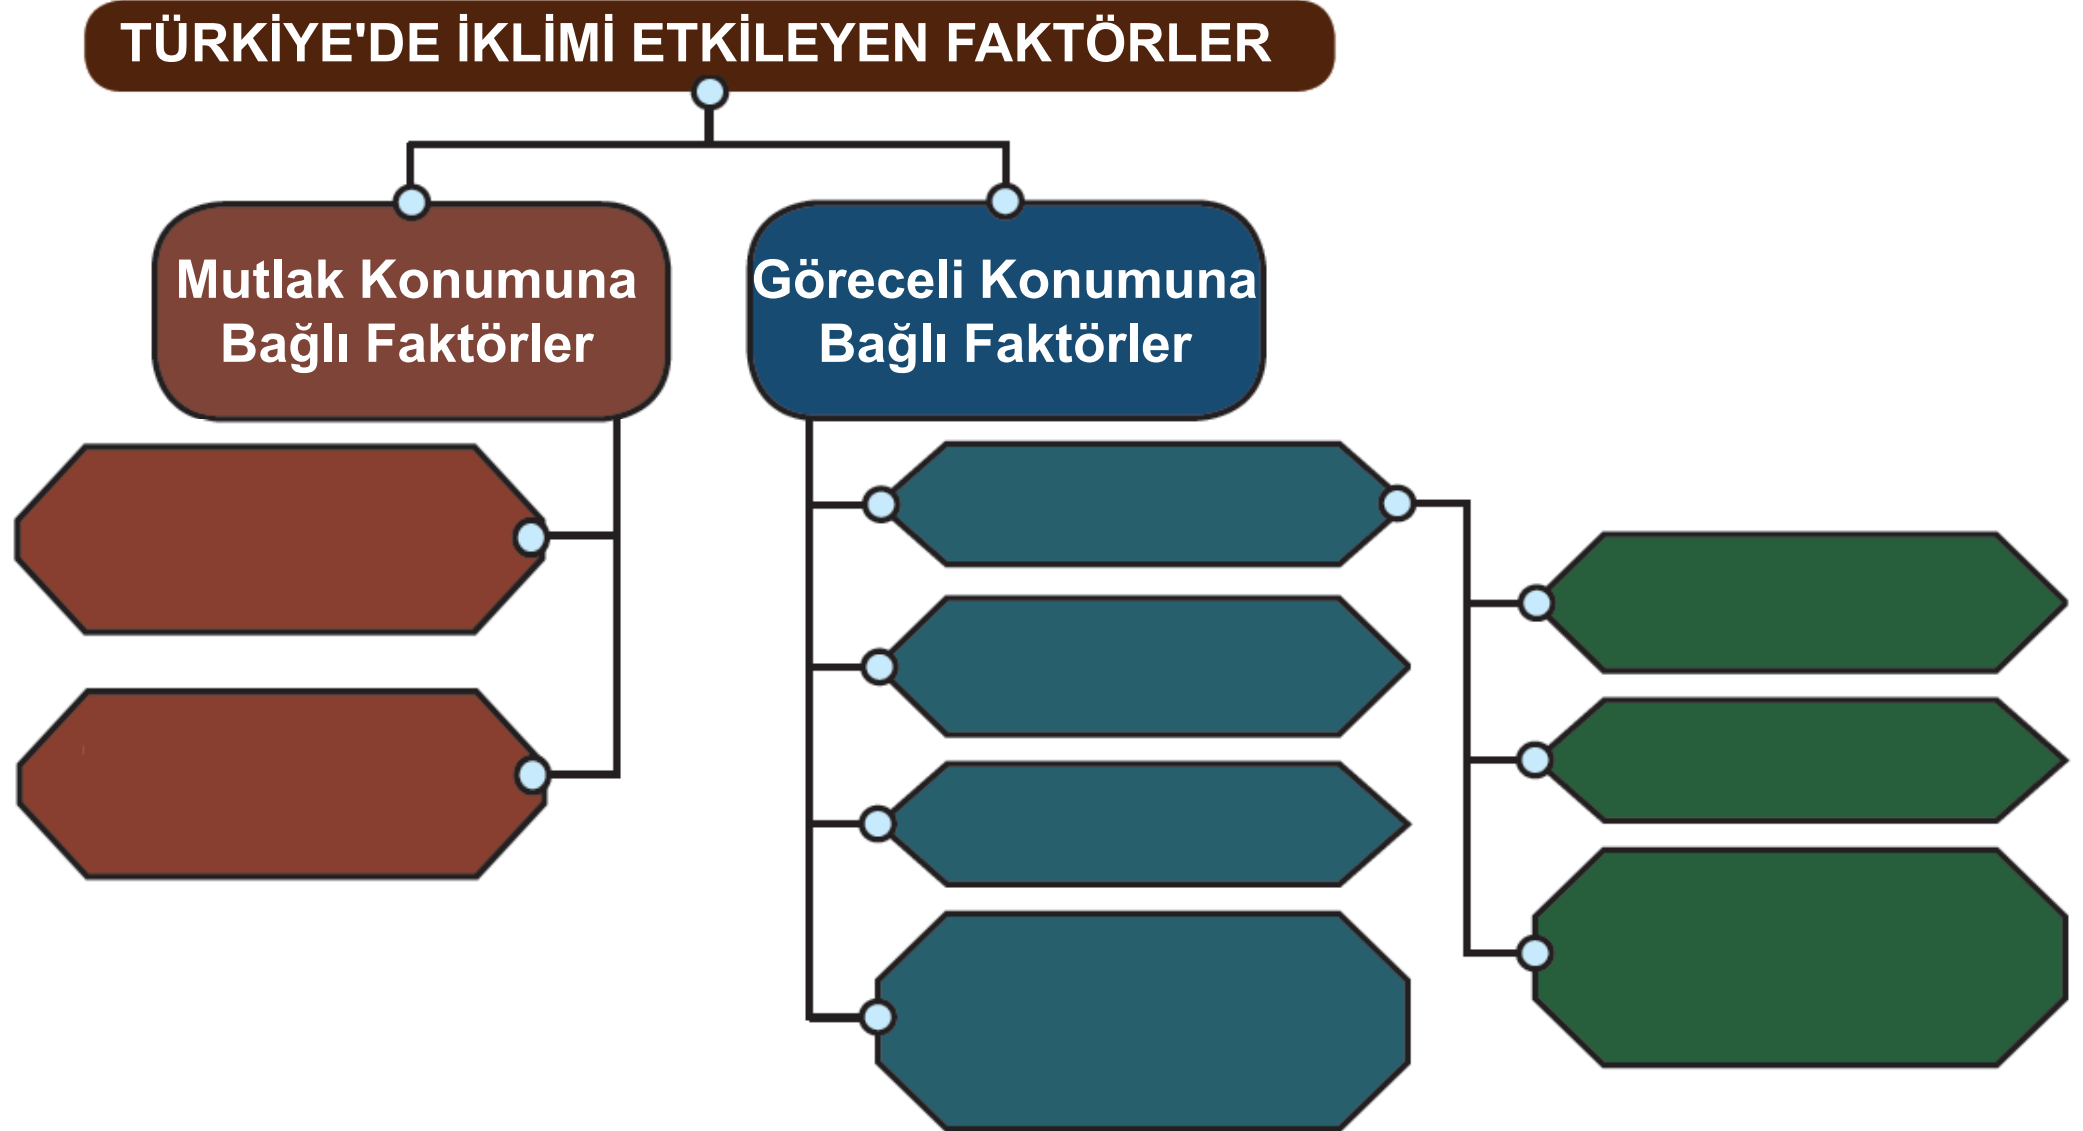 TÜRKİYE'DE İKLİMİ ETKİLEYEN FAKTÖRLER
Mutlak Konumuna
Bağlı Faktörler
Göreceli Konumuna
Bağlı Faktörler